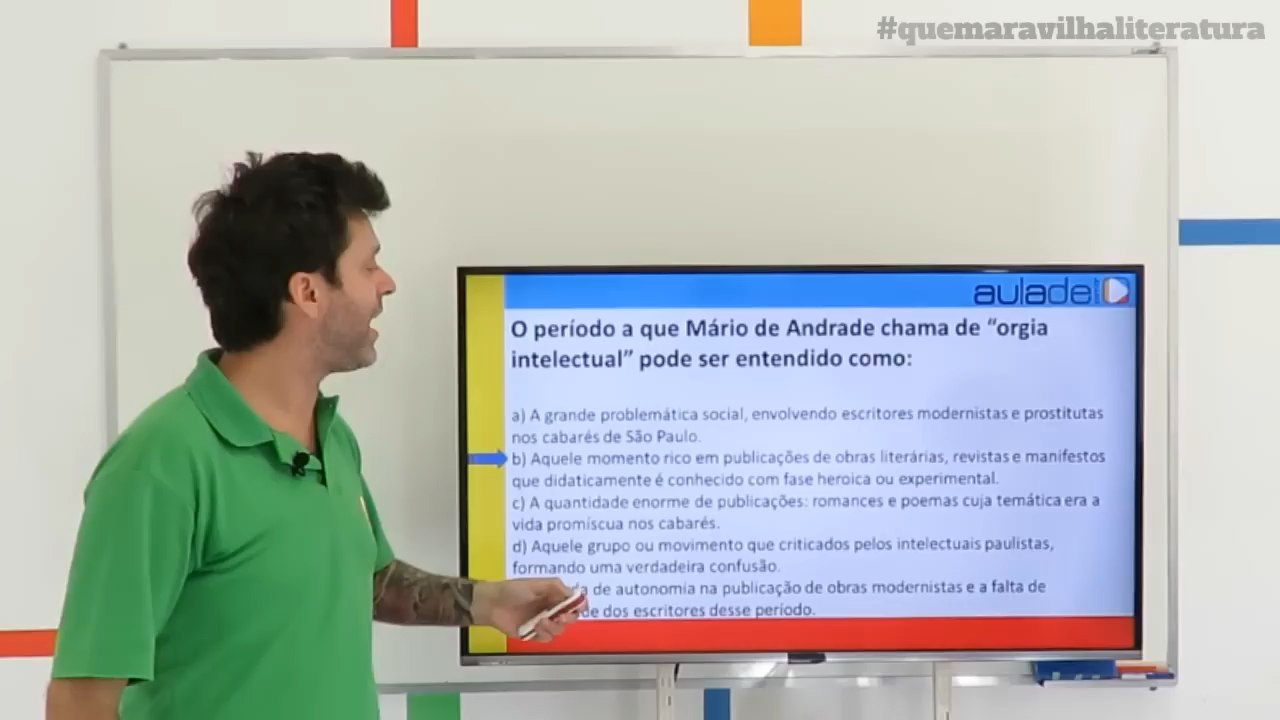 #quemaravilhaliteratura
aulade
O período a que Mário de Andrade chama de “orgia
intelectual” pode ser entendido como:
a) A grande problemática social, envolvendo escritores modernistas e prostitutas
nos cabarés de São Paulo.
b) Aquele momento rico em publicações de obras literárias, revistas e manifestos
que didaticamente é conhecido com fase heroica ou experimental.
c) A quantidade enorme de publicações: romances e poemas cuja temática era a
vida promíscua nos cabarés.
d) Aquele grupo ou movimento que criticados pelos intelectuais paulistas,
formando uma verdadeira confusão.
de autonomia na publicação de obras modernistas e a falta de
dos escritores desse período.